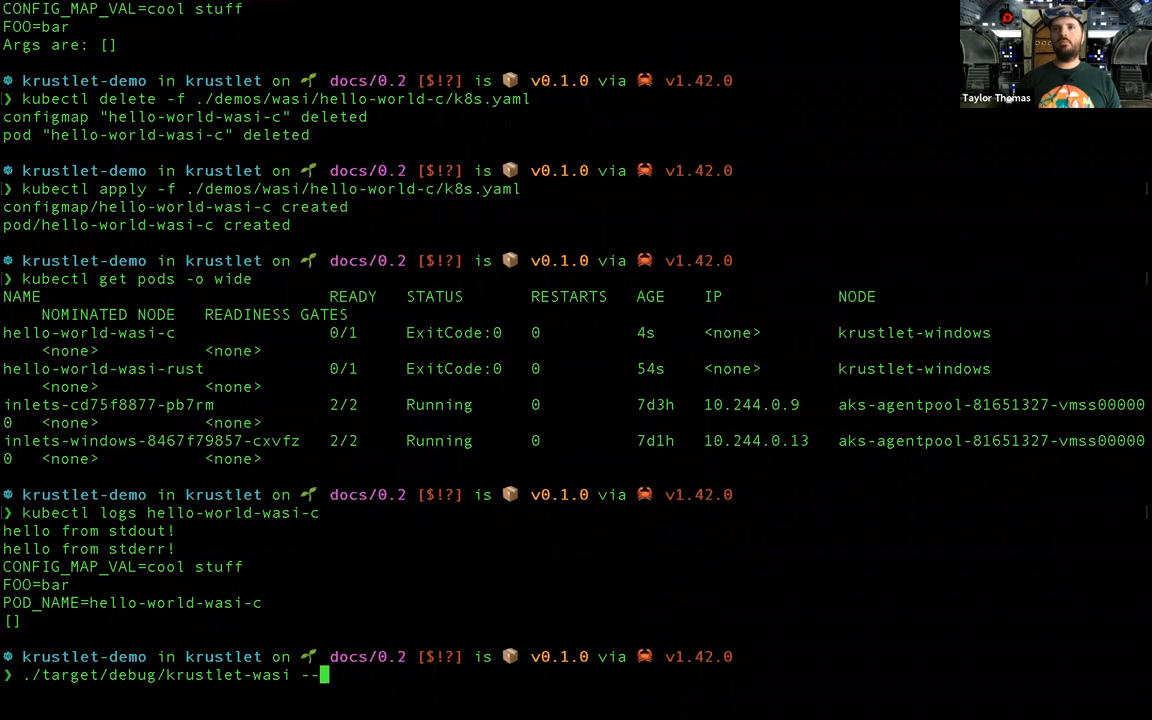 CONFIG_MAP_VAL=cool stuff
FOO=bar
Args are: []
krustlet-demo in krustlet on docs/0.2 [$!?] is v0.1.0 via v1.42.0
❯ kubectl delete -f ./demos/wasi/hello-world-c/k8s.yaml
configmap "hello-world-wasi-c" deleted
pod "hello-world-wasi-c" deleted
krustlet-demo in krustlet on docs/0.2 [$!?] is v0.1.0 via v1.42.0
❯ kubectl apply -f ./demos/wasi/hello-world-c/k8s.yaml
configmap/hello-world-wasi-c created
pod/hello-world-wasi-c created
krustlet-demo in krustlet on docs/0.2 [$!?] is v0.1.0 via v1.42.0
❯ kubectl get pods -o wide
NAME READY STATUS RESTARTS AGE IP NODE
NOMINATED NODE READINESS GATES
hello-world-wasi-c 0/1 ExitCode:0 0 4s <none> krustlet-windows
<none> <none>
hello-world-wasi-rust 0/1 ExitCode:0 0 54s <none> krustlet-windows
<none> <none>
inlets-cd75f8877-pb7rm 2/2 Running 0 7d3h 10.244.0.9 aks-agentpool-81651327-vmss00000
0 <none> <none>
inlets-windows-8467f79857-cxvfz 2/2 Running 0 7d1h 10.244.0.13 aks-agentpool-81651327-vmss00000
0 <none> <none>
krustlet-demo in krustlet on docs/0.2 [$!?] is v0.1.0 via v1.42.0
❯ kubectl logs hello-world-wasi-c
hello from stdout!
hello from stderr!
CONFIG_MAP_VAL=cool stuff
FOO=bar
POD_NAME=hello-world-wasi-c
[]
krustlet-demo in krustlet on docs/0.2 [$!?] is v0.1.0 via v1.42.0
❯ ./target/debug/krustlet-wasi --
Taylor Thomas